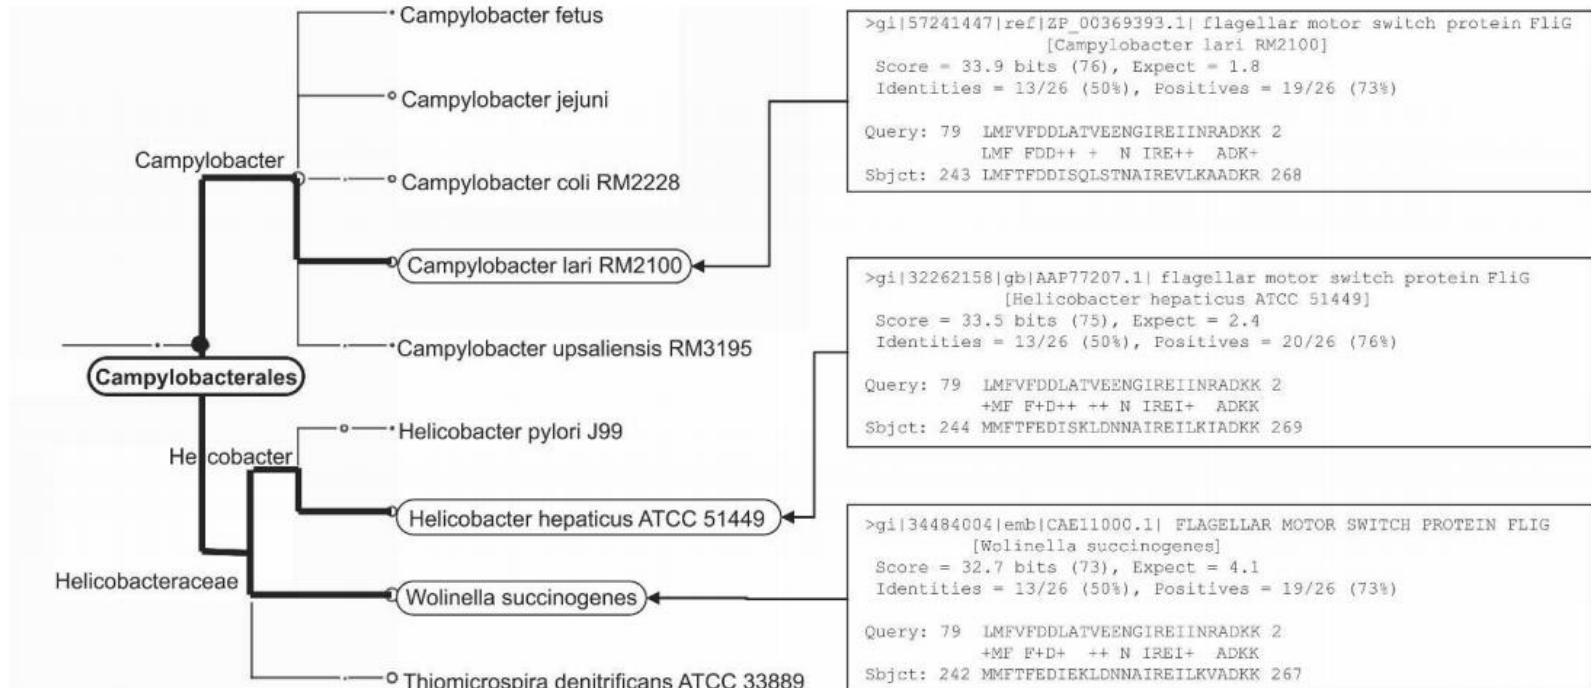 Campylobacter fetus
Campylobacter jejuni
Campylobacter
Campylobacter coli RM2228
Campylobacter lari RM2100
Campylobacterales
Campylobacter upsaliensis RM3195
Helicobacter pylori J99
Helicobacter
Helicobacter hepaticus ATCC 51449
Helicobacteraceae
Wolinella succinogenes
Thiomicrospira denitrificans ATCC 33889
>gi|57241447|ref|ZP_00369393.1| flagellar motor switch protein FliG
[Campylobacter lari RM2100]
Score = 33.9 bits (76), Expect = 1.8
Identities = 13/26 (50%), Positives = 19/26 (73%)
Query: 79 LMFVFDDLATVEENGIREIINRADKK 2
LMF FDD++ + N IRE++ ADK+
Sbjct: 243 LMFTFDDISQLSTNAIREVLKAADKR 268
>gi|32262158|gb|AAP77207.1| flagellar motor switch protein FliG
[Helicobacter hepaticus ATCC 51449]
Score = 33.5 bits (75), Expect = 2.4
Identities = 13/26 (50%), Positives = 20/26 (76%)
Query: 79 LMFVFDDLATVEENGIREIINRADKK 2
+MF F+D++ ++ N IREI+ ADKK
Sbjct: 244 MMFTFEDISKLDNNAIREILKIADKK 269
>gi|34484004|emb|CAE11000.1| FLAGELLAR MOTOR SWITCH PROTEIN FLIG
[Wolinella succinogenes]
Score = 32.7 bits (73), Expect = 4.1
Identities = 13/26 (50%), Positives = 19/26 (73%)
Query: 79 LMFVFDDLATVEENGIREIINRADKK 2
+MF F+D+ ++ N IREI+ ADKK
Sbjct: 242 MMFTFEDIEKLDNNAIREILKVADKK 267